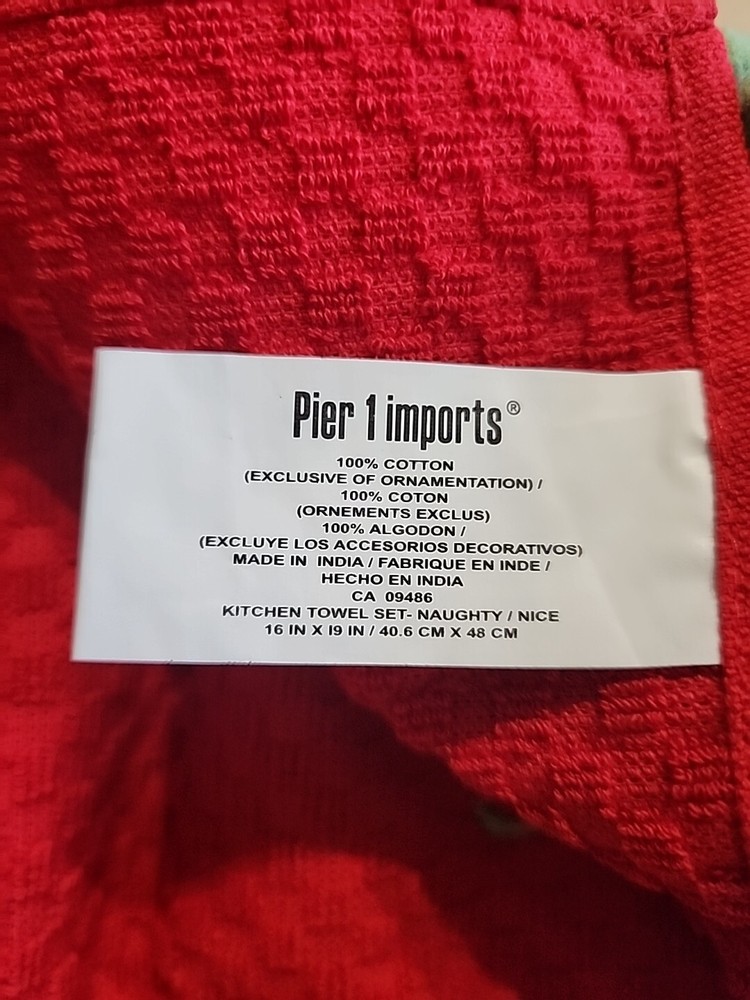 Pier 1 imports®
100% COTTON
(EXCLUSIVE OF ORNAMENTATION) /
100% COTON
(ORNEMENTS EXCLUS)
100% ALGODON /
(EXCLUYE LOS ACCESORIOS DECORATIVOS)
MADE IN INDIA / FABRIQUE EN INDE /
HECHO EN INDIA
CA 09486
KITCHEN TOWEL SET- NAUGHTY / NICE
16 IN X I9 IN / 40.6 CM X 48 CM